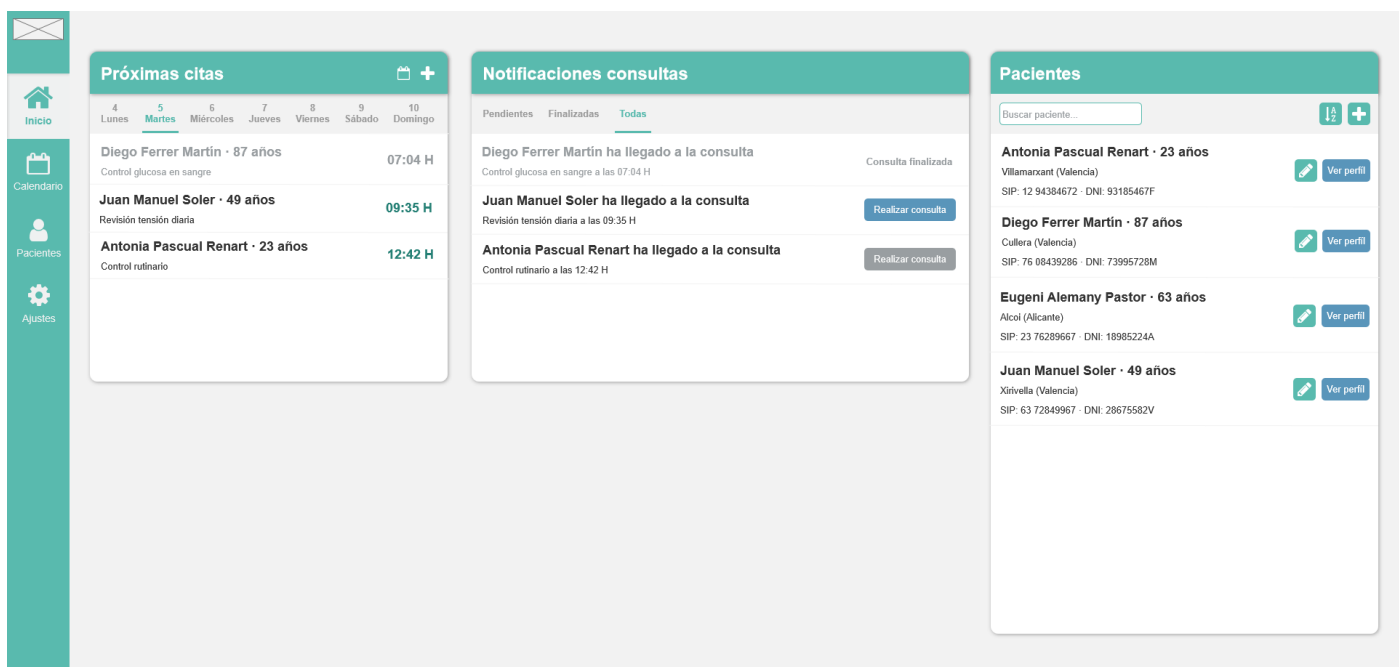 Inicio
Calendario
Pacientes
Ajustes
Próximas citas
4 5 6 7 8 9 10
Lunes Martes Miércoles Jueves Viernes Sábado Domingo
Diego Ferrer Martín · 87 años
Control glucosa en sangre
07:04 H
Juan Manuel Soler · 49 años
Revisión tensión diaria
09:35 H
Antonia Pascual Renart · 23 años
Control rutinario
12:42 H
Notificaciones consultas
Pendientes Finalizadas Todas
Diego Ferrer Martín ha llegado a la consulta
Control glucosa en sangre a las 07:04 H
Consulta finalizada
Juan Manuel Soler ha llegado a la consulta
Revisión tensión diaria a las 09:35 H
Realizar consulta
Antonia Pascual Renart ha llegado a la consulta
Control rutinario a las 12:42 H
Realizar consulta
Pacientes
Buscar paciente...
A
Z
Antonia Pascual Renart · 23 años
Villamarxant (Valencia)
SIP: 12 94384672 · DNI: 93185467F
Ver perfil
Diego Ferrer Martín · 87 años
Cullera (Valencia)
SIP: 76 08439286 · DNI: 73995728M
Ver perfil
Eugeni Alemany Pastor · 63 años
Alcoi (Alicante)
SIP: 23 76289667 · DNI: 18985224A
Ver perfil
Juan Manuel Soler · 49 años
Xirivella (Valencia)
SIP: 63 72849967 · DNI: 28675582V
Ver perfil